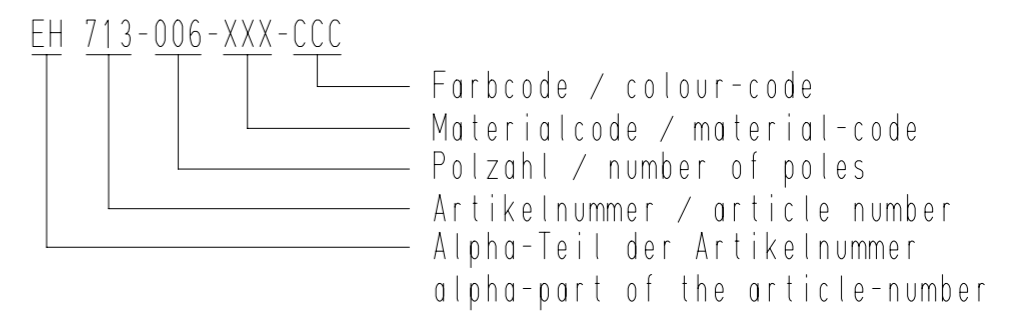 EH 713-006-XXX-CCC
Farbcode / colour-code
Materialcode / material-code
Polzahl / number of poles
Artikelnummer / article number
Alpha-Teil der Artikelnummer
alpha-part of the article-number